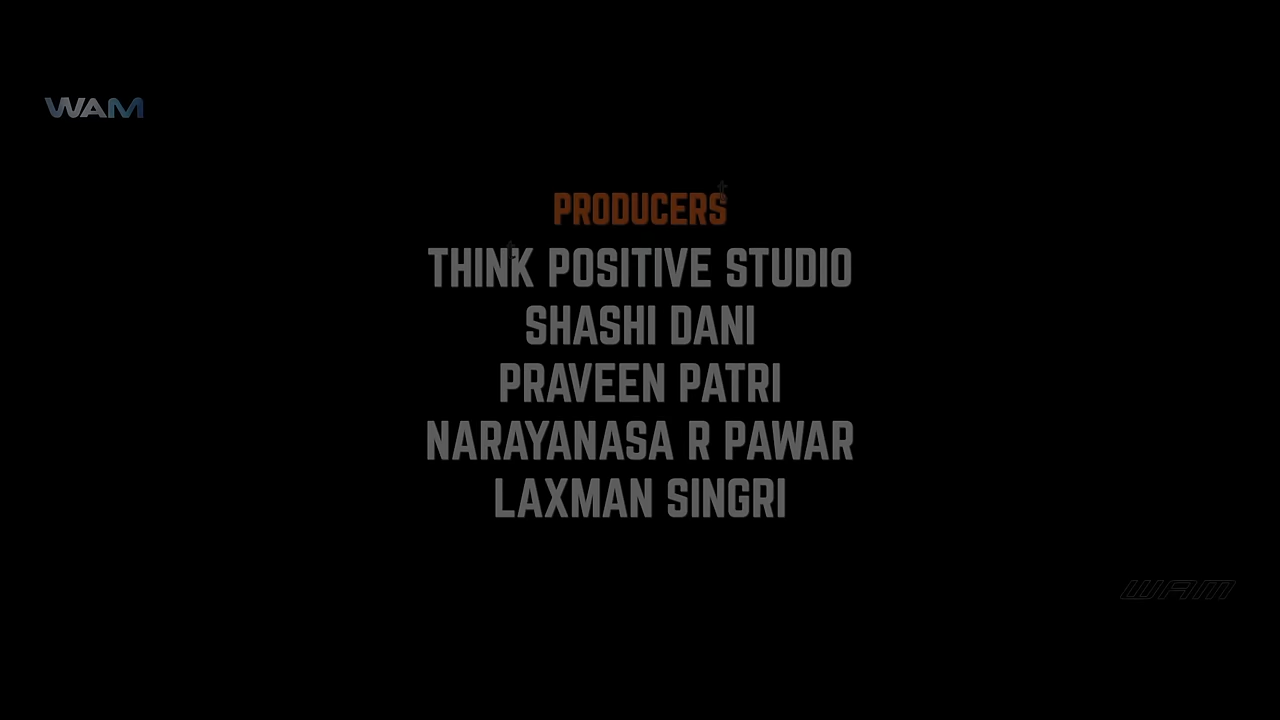 WAM
PRODUCERS
THINK POSITIVE STUDIO
SHASHI DANI
PRAVEEN PATRI
NARAYANASA R PAWAR
LAXMAN SINGRI
WAM